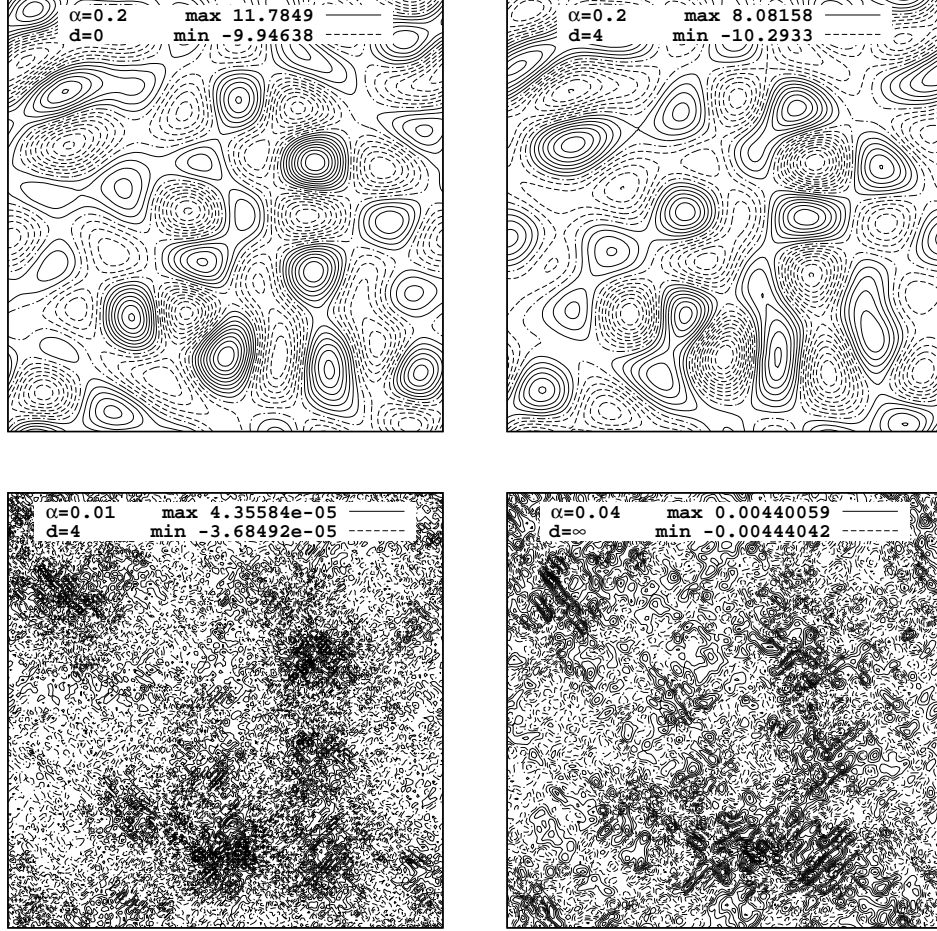 α=0.2 max 11.7849
d=0 min -9.94638
α=0.2 max 8.08158
d=4 min -10.2933
α=0.01 max 4.35584e-05
d=4 min -3.68492e-05
α=0.04 max 0.00440059
d=∞ min -0.00444042